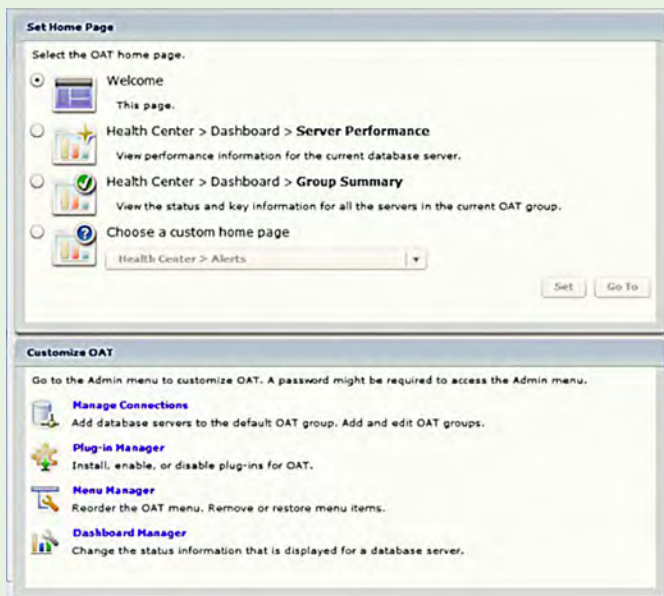 Set Home Page
Select the OAT home page.
Welcome
This page.
Health Center > Dashboard > Server Performance
View performance information for the current database server.
Health Center > Dashboard > Group Summary
View the status and key information for all the servers in the current OAT group.
Choose a custom home page
Health Center > Alerts
Set Go To
Customize OAT
Go to the Admin menu to customize OAT. A password might be required to access the Admin menu.
Manage Connections
Add database servers to the default OAT group. Add and edit OAT groups.
Plug-in Manager
Install, enable, or disable plug-ins for OAT.
Menu Manager
Reorder the OAT menu. Remove or restore menu items.
Dashboard Manager
Change the status information that is displayed for a database server.